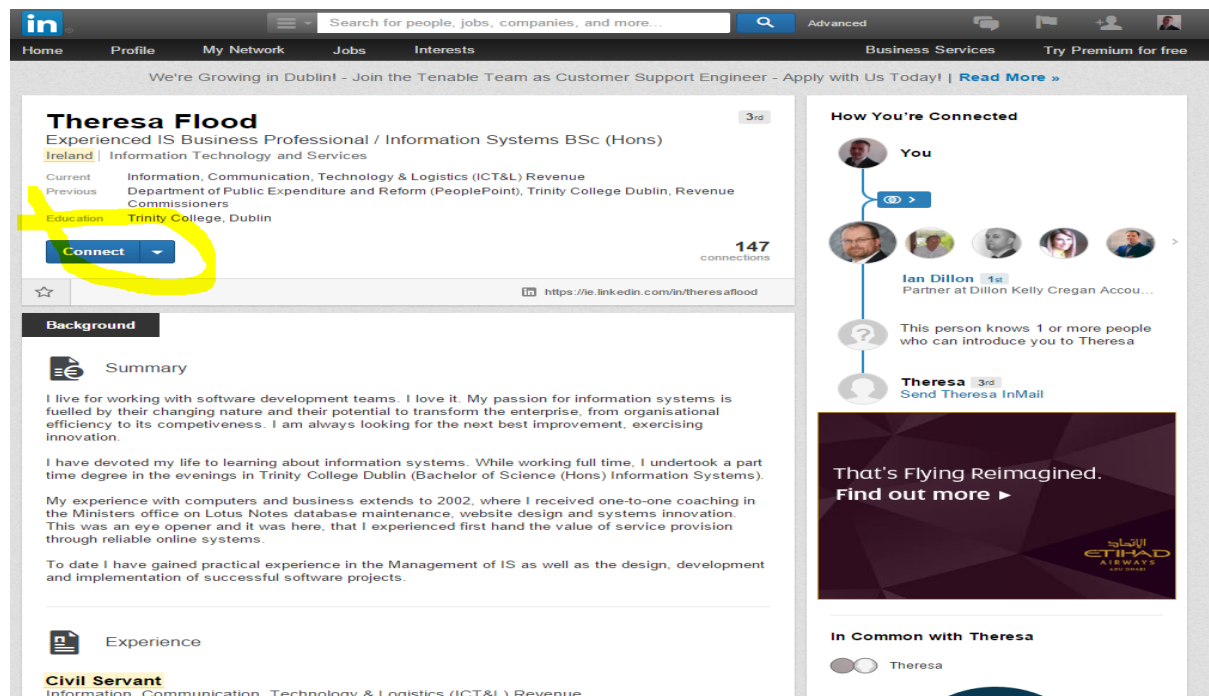 in
Search for people, jobs, companies, and more...
Advanced
Home Profile My Network Jobs Interests Business Services Try Premium for free
We're Growing in Dublin! - Join the Tenable Team as Customer Support Engineer - Apply with Us Today! | Read More »
Theresa Flood
3rd
Experienced IS Business Professional / Information Systems BSc (Hons)
Ireland | Information Technology and Services
Current Information, Communication, Technology & Logistics (ICT&L) Revenue
Previous Department of Public Expenditure and Reform (PeoplePoint), Trinity College Dublin, Revenue
Commissioners
Education Trinity College, Dublin
Connect
147
connections
in https://ie.linkedin.com/in/theresaflood
Background
Summary
I live for working with software development teams. I love it. My passion for information systems is
fuelled by their changing nature and their potential to transform the enterprise, from organisational
efficiency to its competiveness. I am always looking for the next best improvement, exercising
innovation.
I have devoted my life to learning about information systems. While working full time, I undertook a part
time degree in the evenings in Trinity College Dublin (Bachelor of Science (Hons) Information Systems).
My experience with computers and business extends to 2002, where I received one-to-one coaching in
the Ministers office on Lotus Notes database maintenance, website design and systems innovation.
This was an eye opener and it was here, that I experienced first hand the value of service provision
through reliable online systems.
To date I have gained practical experience in the Management of IS as well as the design, development
and implementation of successful software projects.
Experience
Civil Servant
Information, Communication, Technology & Logistics (ICT&L) Revenue
How You're Connected
You
Ian Dillon 1st
Partner at Dillon Kelly Cregan Accou...
This person knows 1 or more people
who can introduce you to Theresa
Theresa 3rd
Send Theresa InMail
That's Flying Reimagined.
Find out more ►
الإتحاد
ETIHAD
AIRWAYS
ABU DHABI
In Common with Theresa
Theresa